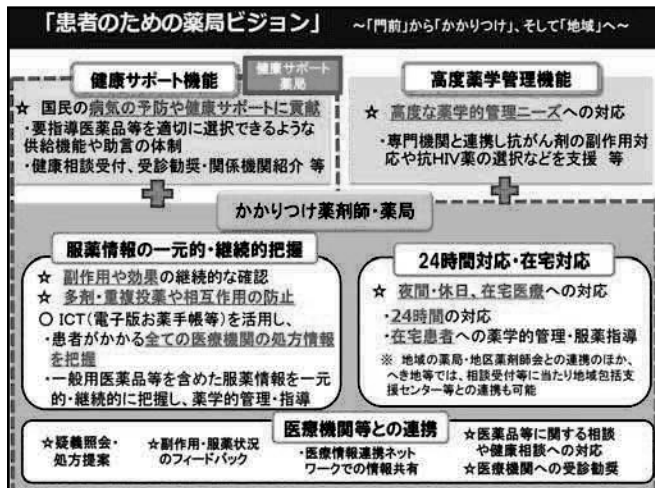 「患者のための薬局ビジョン」 ～「門前」から「かかりつけ」、そして「地域」へ～
健康サポート機能
健康サポート
薬局
☆ 国民の病気の予防や健康サポートに貢献
・要指導医薬品等を適切に選択できるような
供給機能や助言の体制
・健康相談受付、受診勧奨・関係機関紹介 等
高度薬学管理機能
☆ 高度な薬学的管理ニーズへの対応
・専門機関と連携し抗がん剤の副作用対
応や抗HIV薬の選択などを支援 等
かかりつけ薬剤師・薬局
服薬情報の一元的・継続的把握
☆ 副作用や効果の継続的な確認
☆ 多剤・重複投薬や相互作用の防止
○ ICT(電子版お薬手帳等)を活用し、
・患者がかかる全ての医療機関の処方情報
を把握
・一般用医薬品等を含めた服薬情報を一元
的・継続的に把握し、薬学的管理・指導
24時間対応・在宅対応
☆ 夜間・休日、在宅医療への対応
・24時間の対応
・在宅患者への薬学的管理・服薬指導
※ 地域の薬局・地区薬剤師会との連携のほか、
へき地等では、相談受付等に当たり地域包括支
援センター等との連携も可能
医療機関等との連携
☆疑義照会・
処方提案
☆副作用・服薬状況
のフィードバック
・医療情報連携ネット
ワークでの情報共有
☆医薬品等に関する相談
や健康相談への対応
☆医療機関への受診勧奨